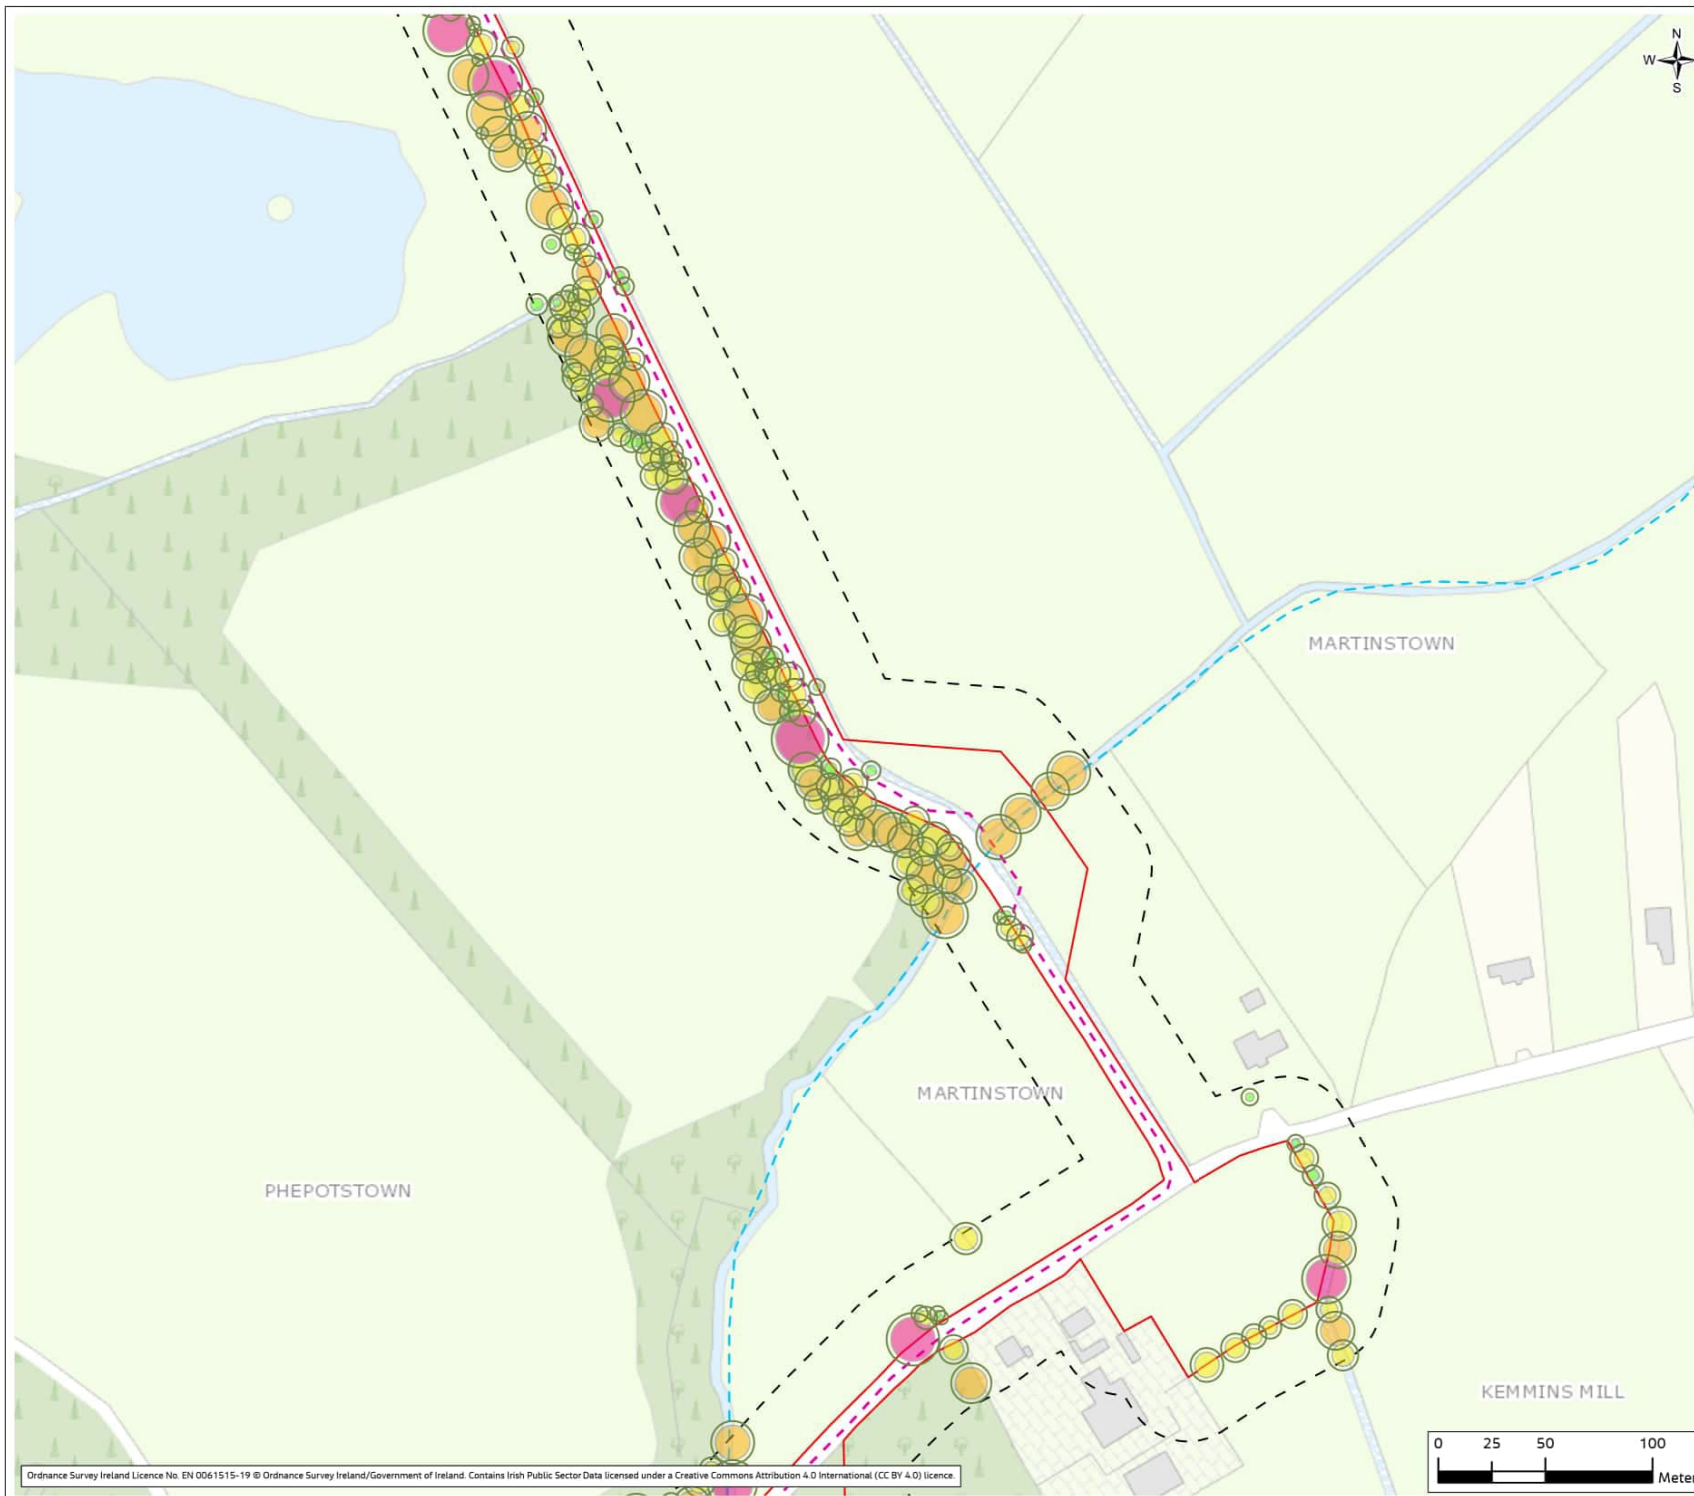 N
W
S
MARTINSTOWN
MARTINSTOWN
PHEPOTSTOWN
KEMMINS MILL
0 25 50 100
Meter
Ordnance Survey Ireland Licence No. EN 0061515-19 © Ordnance Survey Ireland/Government of Ireland. Contains Irish Public Sector Data licensed under a Creative Commons Attribution 4.0 International (CC BY 4.0) licence.